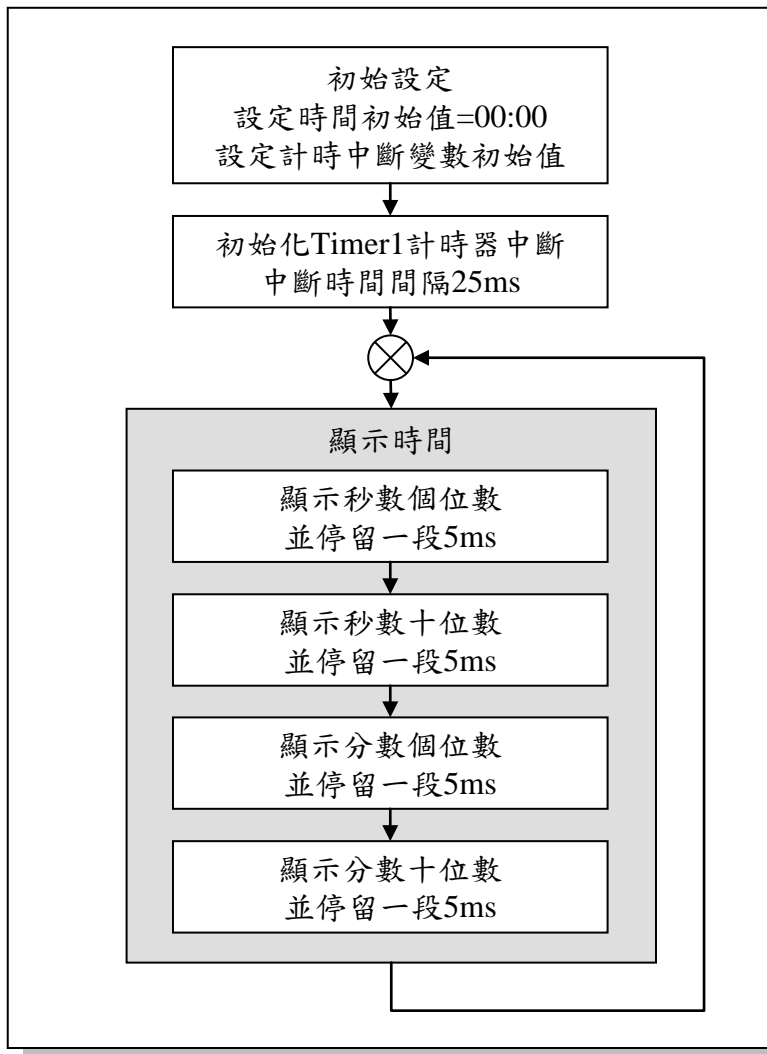 初始設定
設定時間初始值=00:00
設定計時中斷變數初始值
初始化Timer1計時器中斷
中斷時間間隔25ms
顯示時間
顯示秒數個位數
並停留一段5ms
顯示秒數十位數
並停留一段5ms
顯示分數個位數
並停留一段5ms
顯示分數十位數
並停留一段5ms